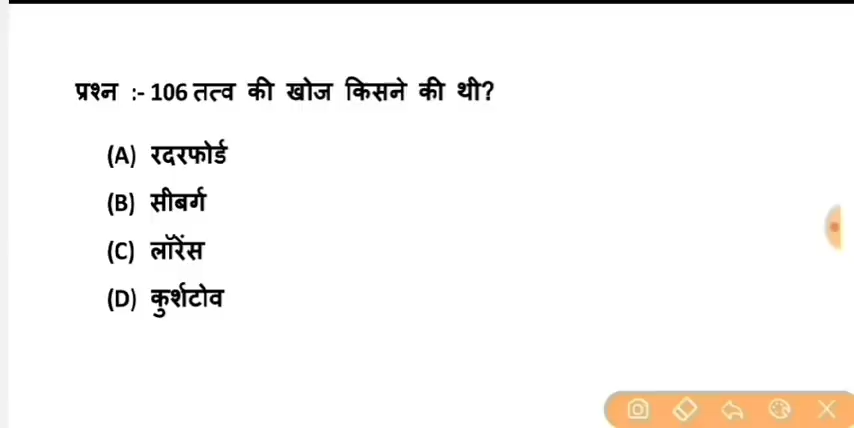 प्रश्न :- 106 तत्व की खोज किसने की थी?
(A) रदरफोर्ड
(B) सीबर्ग
(C) लॉरेंस
(D) कुर्शटोव